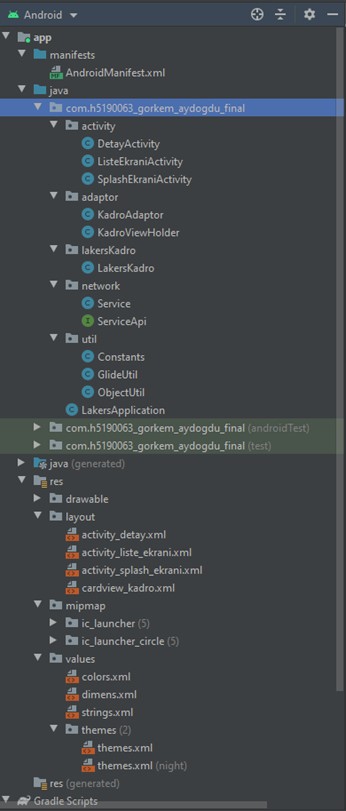 Android
app
manifests
AndroidManifest.xml
java
com.h5190063_gorkem_aydogdu_final
activity
DetayActivity
ListeEkraniActivity
SplashEkraniActivity
adaptor
KadroAdaptor
KadroViewHolder
lakersKadro
LakersKadro
network
Service
ServiceApi
util
Constants
GlideUtil
ObjectUtil
LakersApplication
com.h5190063_gorkem_aydogdu_final (androidTest)
com.h5190063_gorkem_aydogdu_final (test)
java (generated)
res
drawable
layout
activity_detay.xml
activity_liste_ekrani.xml
activity_splash_ekrani.xml
cardview_kadro.xml
mipmap
ic_launcher (5)
ic_launcher_circle (5)
values
colors.xml
dimens.xml
strings.xml
themes (2)
themes.xml
themes.xml (night)
res (generated)
Gradle Scripts